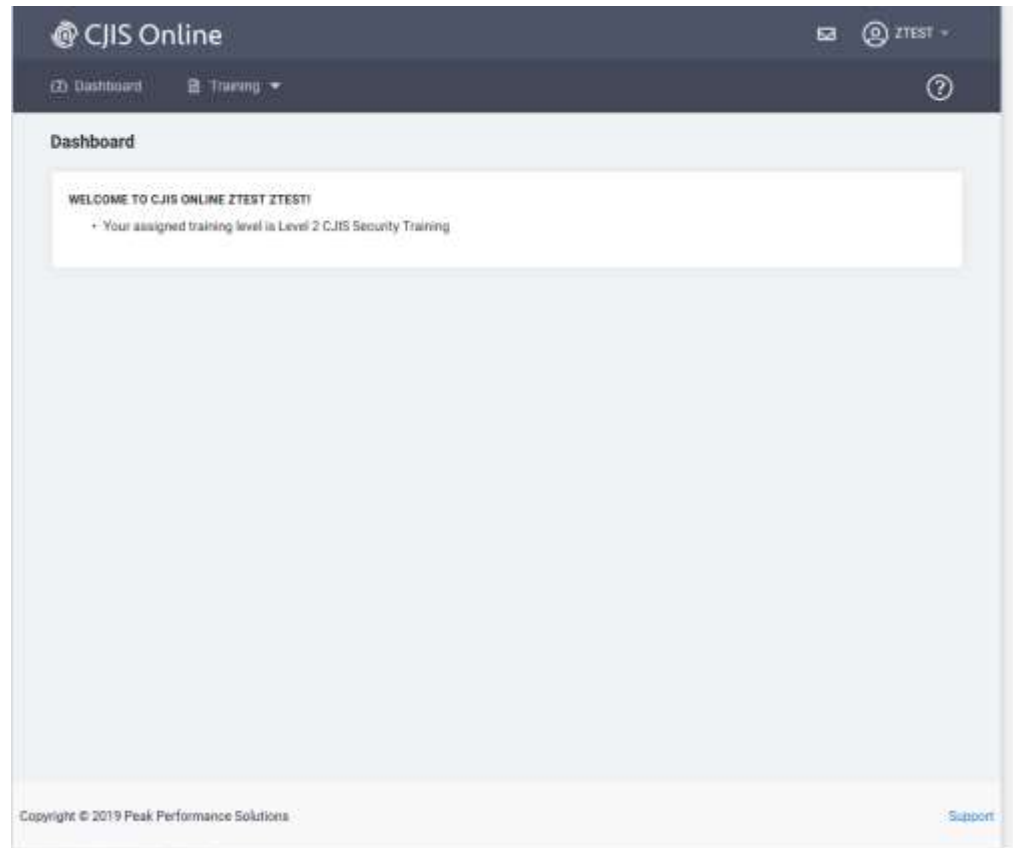 CJIS Online
ZTEST
Dashboard
Training
Dashboard
WELCOME TO CJIS ONLINE ZTEST ZTEST!
• Your assigned training level is Level 2 CJIS Security Training
Copyright © 2019 Peak Performance Solutions
Support